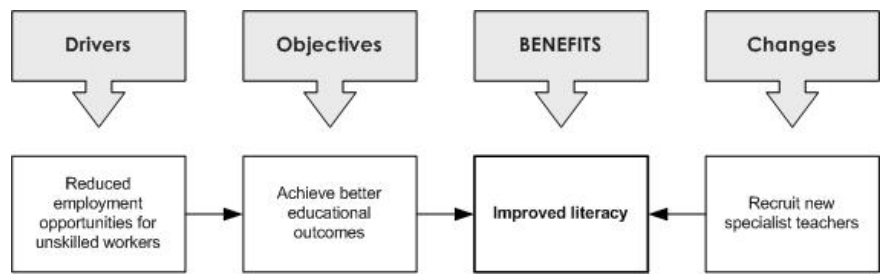 Drivers
Objectives
BENEFITS
Changes
Reduced
employment
opportunities for
unskilled workers
Achieve better
educational
outcomes
Improved literacy
Recruit new
specialist teachers